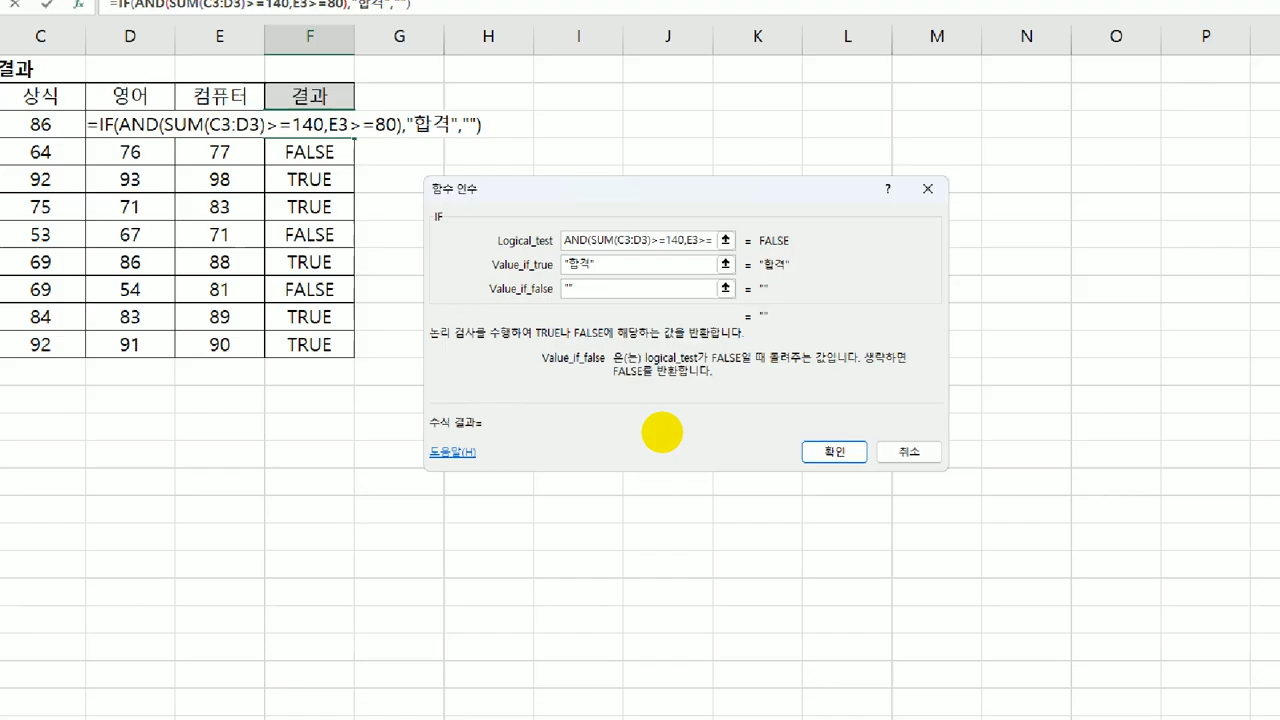 =IF(AND(SUM(C3:D3)>=140,E3>=80),"합격","")
C D E F G H I J K L M N O P
결과
상식 영어 컴퓨터 결과
86 =IF(AND(SUM(C3:D3)>=140,E3>=80),"합격","")
64 76 77 FALSE
92 93 98 TRUE
75 71 83 TRUE
53 67 71 FALSE
69 86 88 TRUE
69 54 81 FALSE
84 83 89 TRUE
92 91 90 TRUE
함수 인수 ?
IF
Logical_test AND(SUM(C3:D3)>=140,E3>= = FALSE
Value_if_true "합격" = "합격"
Value_if_false "" = ""
= ""
논리 검사를 수행하여 TRUE나 FALSE에 해당하는 값을 반환합니다.
Value_if_false 은(는) logical_test가 FALSE일 때 돌려주는 값입니다. 생략하면
FALSE를 반환합니다.
수식 결과=
도움말(H) 확인 취소